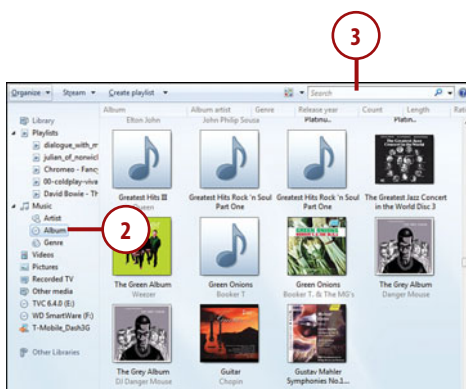 3
Organize Stream Create playlist Search
Album Album artist Genre Release year Count Length
Library
Playlists
dialogue_with_m
julien_of_norwicl
Chromeo - Fancy
00-coldplay-viva
David Bowie - Th
Music
Artist
Album
Genre
Videos
Pictures
Recorded TV
Other media
TVC 6.4.0 (E:)
WD SmartWare (F:)
T-Mobile_Dash3G
Other Libraries
2
Elton John John Philip Sousa Platinu.. Platin..
Greatest Hits II
Queen
Greatest Hits Rock 'n Soul
Part One
Greatest Hits Rock 'n Soul
Part One
The Greatest Jazz Concert
in the World Disc 3
The Green Album
Weezer
Green Onions
Booker T
GREEN ONIONS
Green Onions
Booker T. & The MG's
The Grey Album
Danger Mouse
The Grey Album
DJ Danger Mouse
Guitar
Chopin
Gustav Mahler
Symphonies No.1...